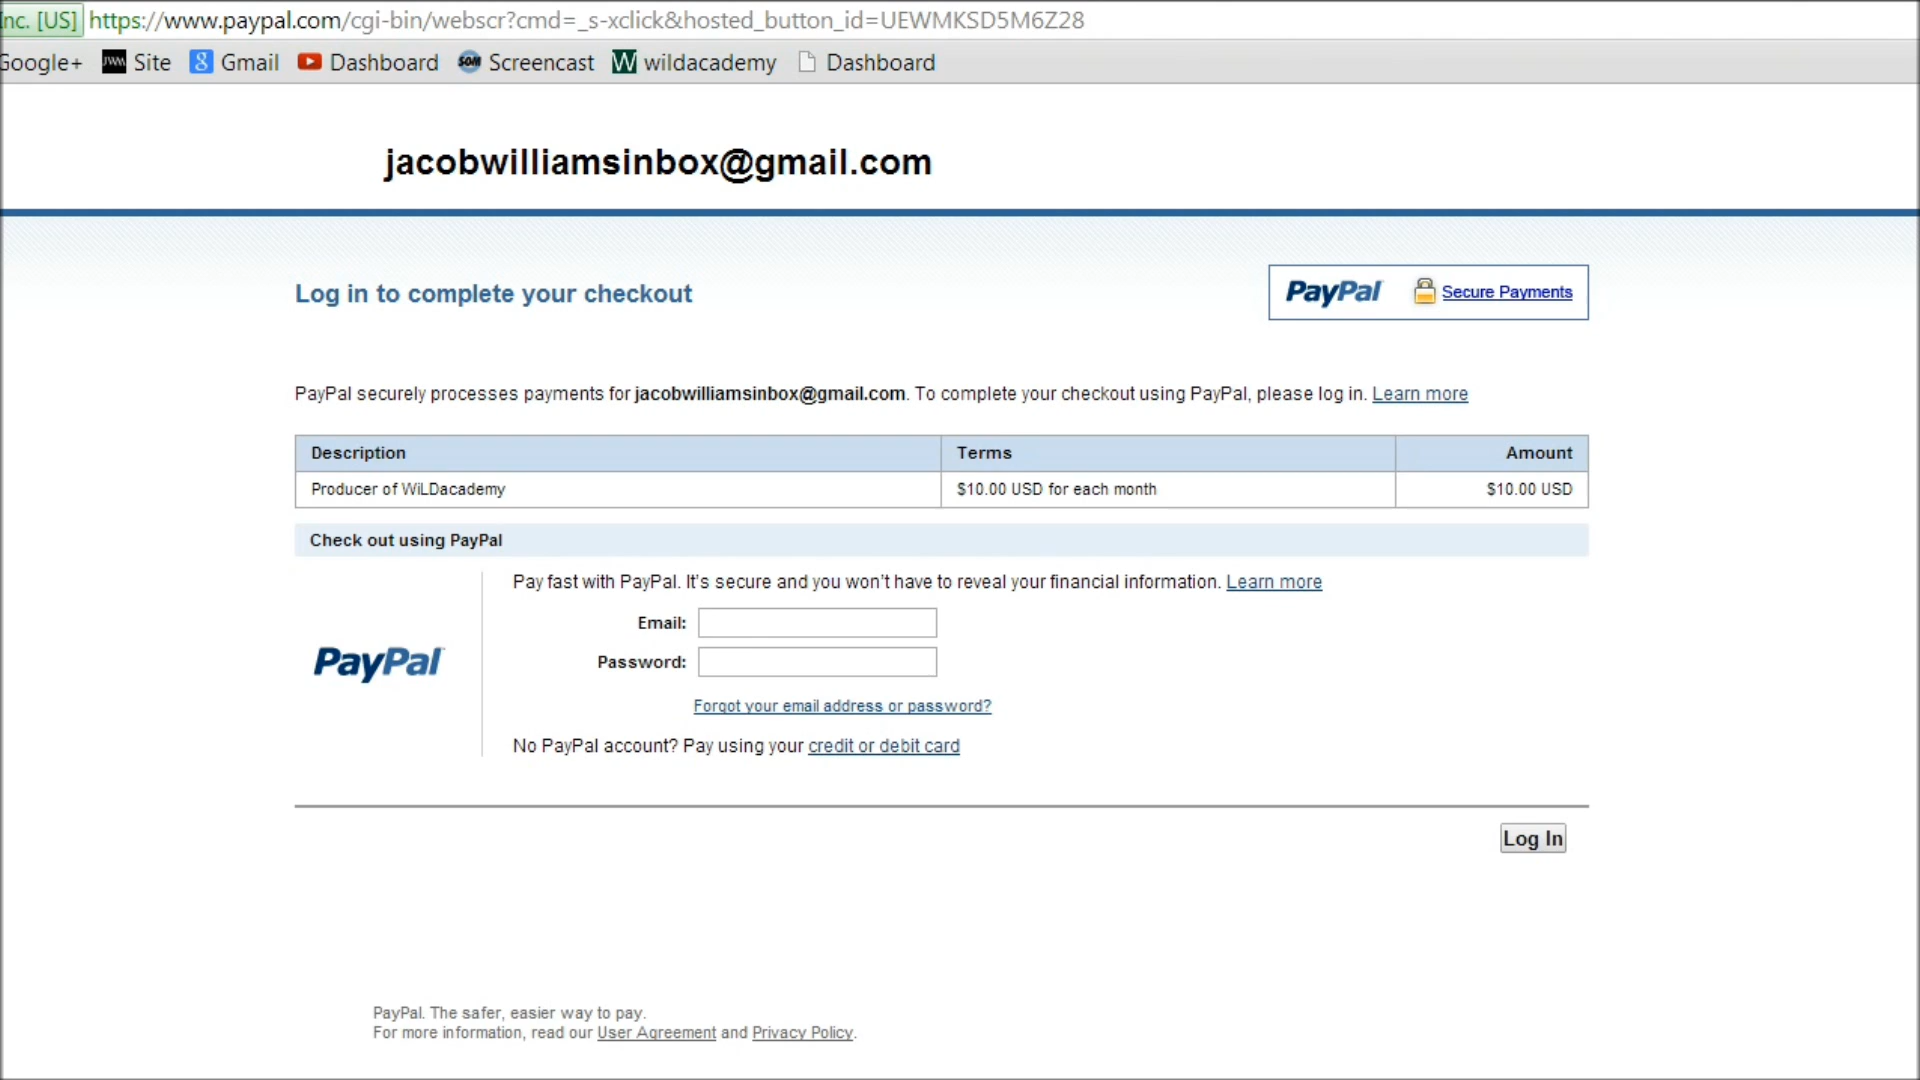 Inc. [US] https://www.paypal.com/cgi-bin/webscr?cmd=_s-xclick&hosted_button_id=UEWMKSD5M6Z28
Google+ JWM Site Gmail Dashboard SOM Screencast W wildacademy Dashboard
jacobwilliamsinbox@gmail.com
Log in to complete your checkout
PayPal Secure Payments
PayPal securely processes payments for jacobwilliamsinbox@gmail.com. To complete your checkout using PayPal, please log in. Learn more
Description Terms Amount
Producer of WiLDacademy $10.00 USD for each month $10.00 USD
Check out using PayPal
Pay fast with PayPal. It's secure and you won't have to reveal your financial information. Learn more
Email:
PayPal
Password:
Forgot your email address or password?
No PayPal account? Pay using your credit or debit card
Log In
PayPal. The safer, easier way to pay.
For more information, read our User Agreement and Privacy Policy.